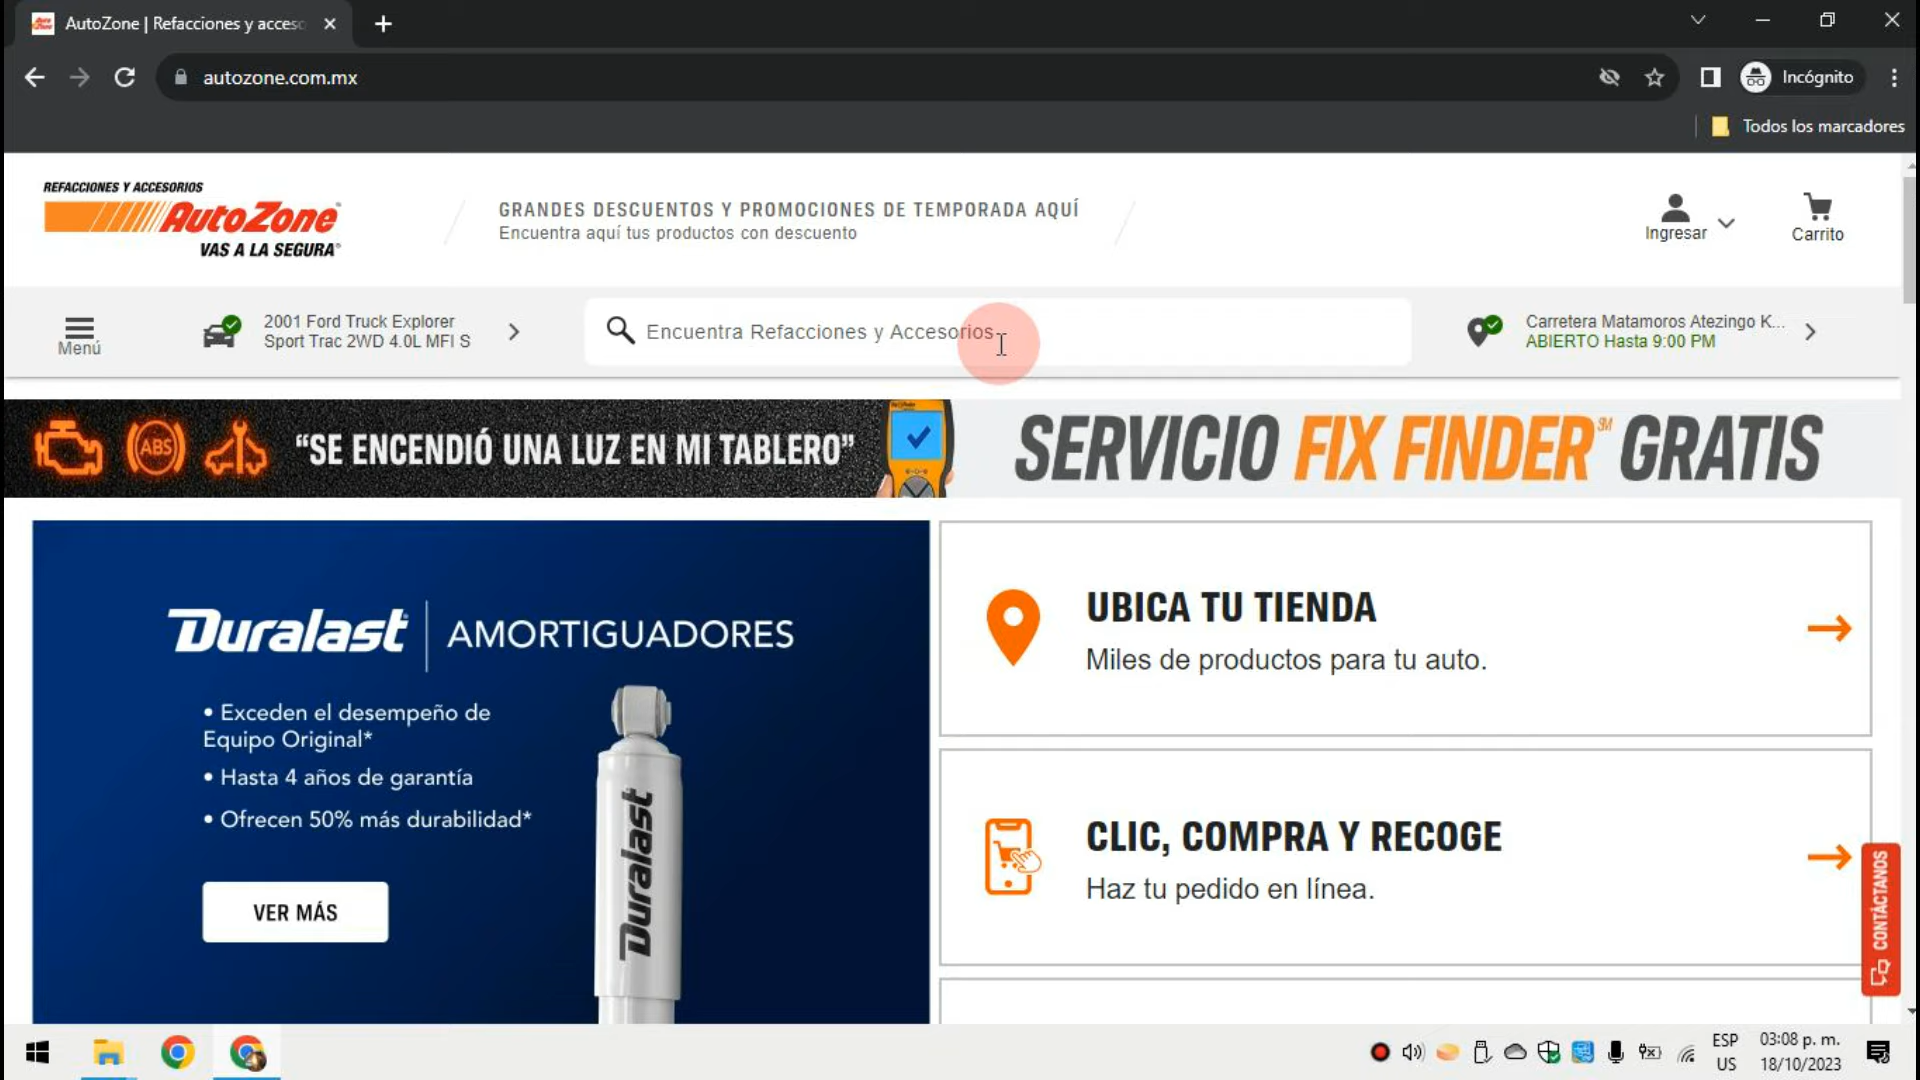 AutoZone | Refacciones y acceso
autozone.com.mx
Incógnito
Todos los marcadores
REFACCIONES Y ACCESORIOS
AutoZone
VAS A LA SEGURA
GRANDES DESCUENTOS Y PROMOCIONES DE TEMPORADA AQUÍ
Encuentra aquí tus productos con descuento
Ingresar
Carrito
Menú
2001 Ford Truck Explorer
Sport Trac 2WD 4.0L MFI S
Encuentra Refacciones y Accesorios
Carretera Matamoros Atezingo K...
ABIERTO Hasta 9:00 PM
ABS
“SE ENCENDIÓ UNA LUZ EN MI TABLERO”
SERVICIO FIX FINDER℠ GRATIS
Duralast | AMORTIGUADORES
• Exceden el desempeño de
Equipo Original*
• Hasta 4 años de garantía
• Ofrecen 50% más durabilidad*
VER MÁS
Duralast
UBICA TU TIENDA
Miles de productos para tu auto.
CLIC, COMPRA Y RECOGE
Haz tu pedido en línea.
CONTÁCTANOS
ESP
US
03:08 p. m.
18/10/2023